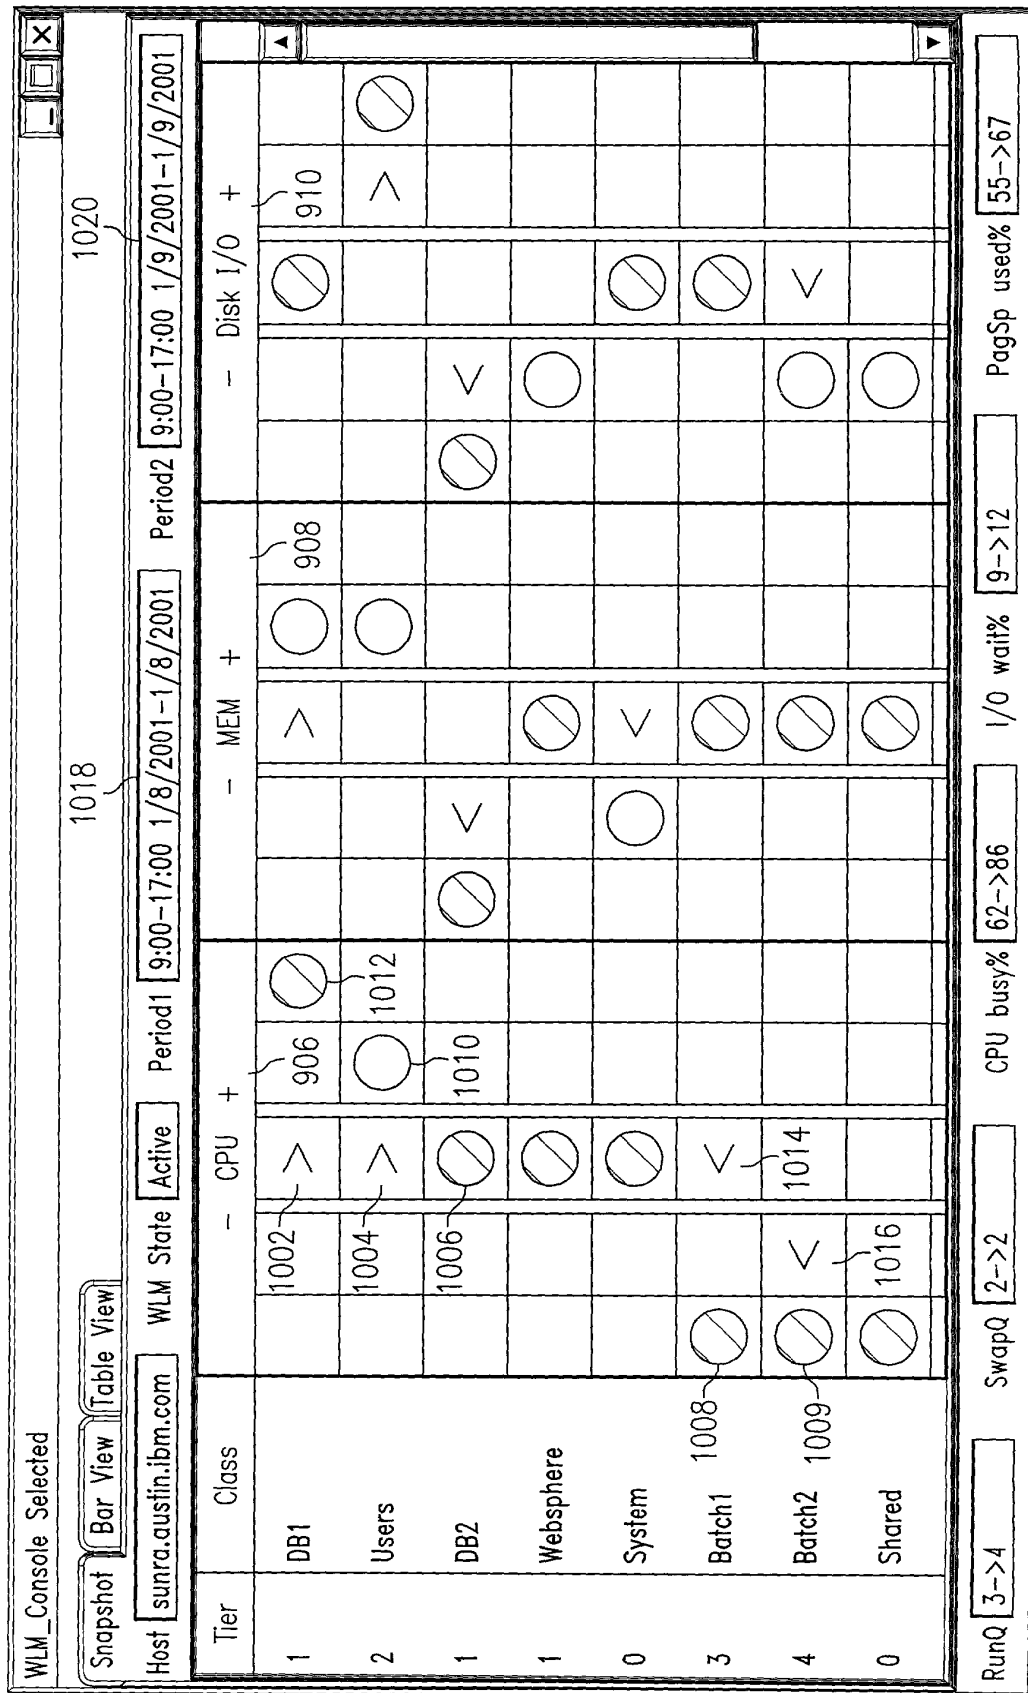 WLM_Console Selected
Snapshot Bar View Table View
1018 1020
Host sunra.austin.ibm.com WLM State Active Period1 9:00-17:00 1/8/2001-1/8/2001 Period2 9:00-17:00 1/9/2001-1/9/2001
Tier Class - CPU + - MEM + - Disk I/O +
1 DB1 1002 > 906 > 908 910
2 Users 1004 > 1012 >
1 DB2 1006 1010 < <
1 Websphere
0 System <
3 Batch1 1008 <
4 Batch2 1009 < 1014 <
0 Shared 1016
RunQ 3->4 SwapQ 2->2 CPU busy% 62->86 I/O wait% 9->12 PagSp used% 55->67